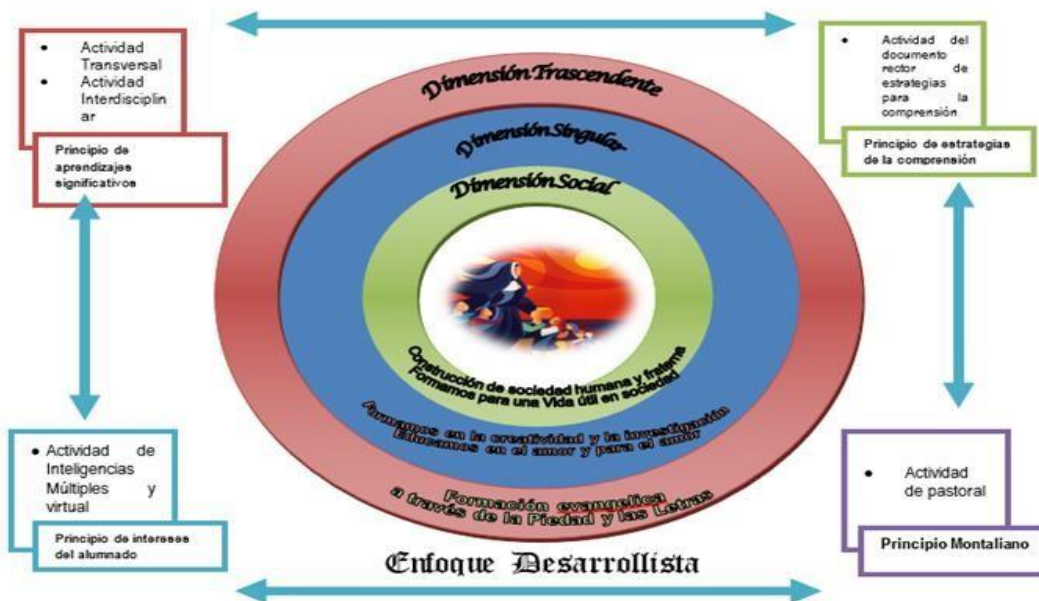 • Actividad
Transversal
• Actividad
Interdisciplin
ar
Principio de
aprendizajes
significativos
• Actividad del
documento
rector de
estrategias
para la
comprensión
Principio de estrategias
de la comprensión
Dimensión Trascendente
Dimensión Singular
Dimensión Social
Construcción de sociedad humana y fraterna
Formamos para una Vida útil en sociedad
Formamos en la creatividad y la investigación
Educamos en el amor y para el amor
Formación evangelica
a través de la Piedad y las Letras
• Actividad de
Inteligencias
Múltiples y
virtual
Principio de intereses
del alumnado
• Actividad
de pastoral
Principio Montaliano
Enfoque Desarrollista